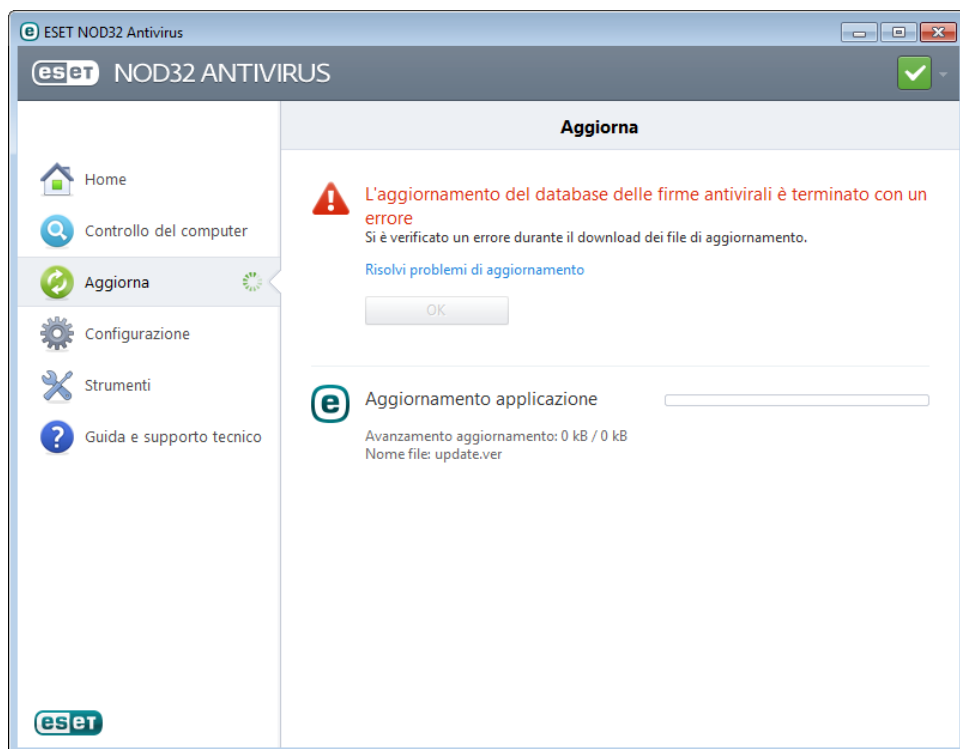 ESET NOD32 Antivirus
eset NOD32 ANTIVIRUS
Aggiorna
Home
Controllo del computer
Aggiorna
Configurazione
Strumenti
Guida e supporto tecnico
L'aggiornamento del database delle firme antivirali è terminato con un
errore
Si è verificato un errore durante il download dei file di aggiornamento.
Risolvi problemi di aggiornamento
OK
Aggiornamento applicazione
Avanzamento aggiornamento: 0 kB / 0 kB
Nome file: update.ver
eset